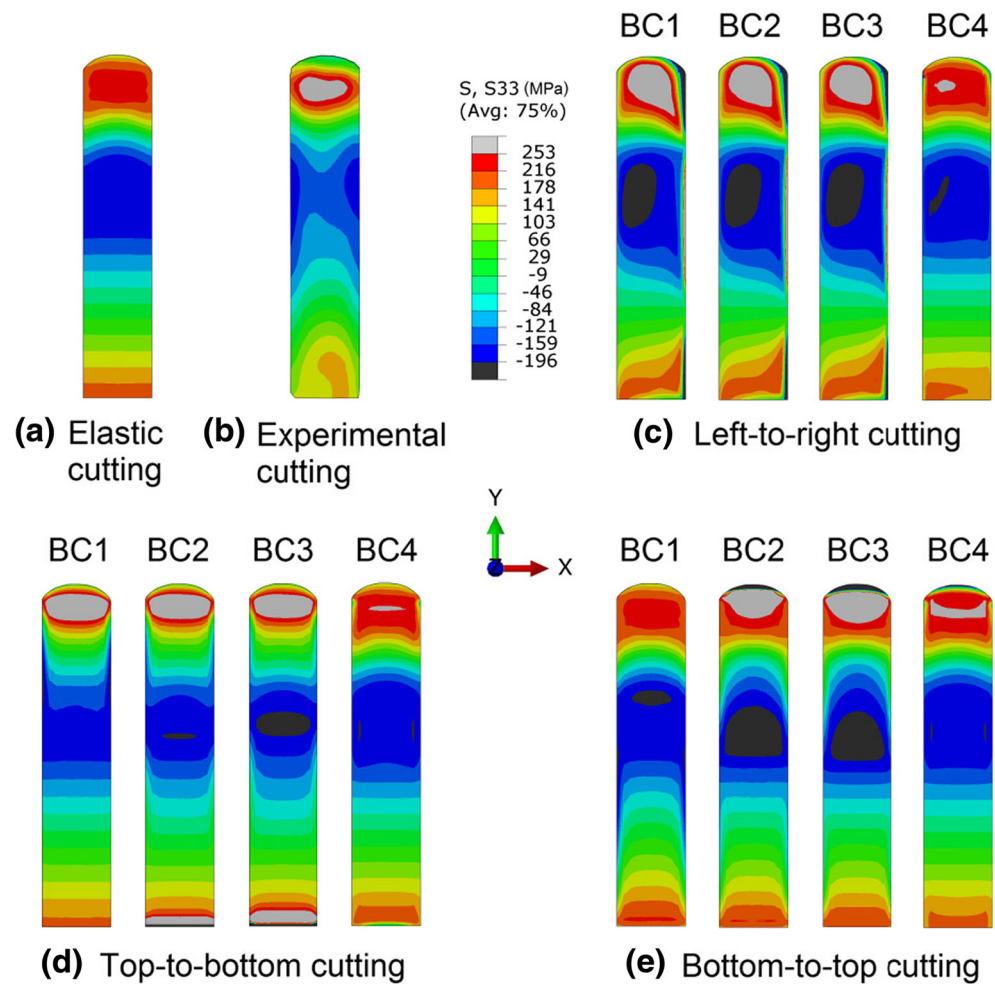 BC1 BC2 BC3 BC4
S, S33 (MPa)
(Avg: 75%)
253
216
178
141
103
66
29
-9
-46
-84
-121
-159
-196
(a) Elastic
cutting
(b) Experimental
cutting
(c) Left-to-right cutting
Y
Z X
BC1 BC2 BC3 BC4
BC1 BC2 BC3 BC4
(d) Top-to-bottom cutting
(e) Bottom-to-top cutting